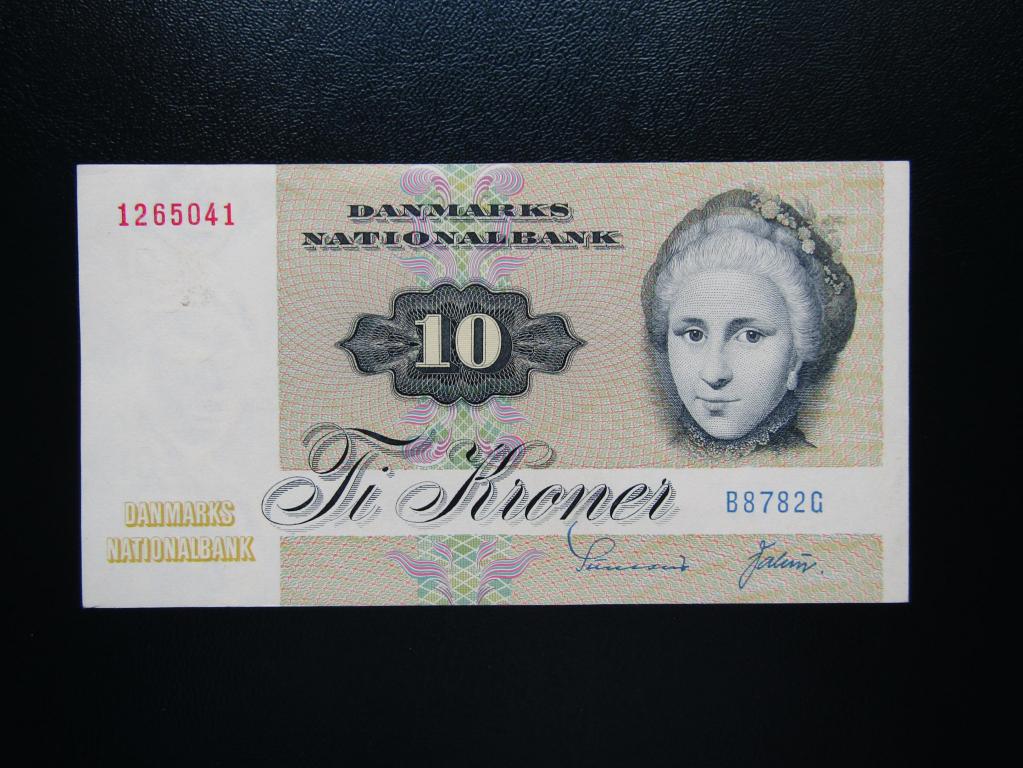 1265041
DANMARKS
NATIONALBANK
10
Ti Kroner
B8782G
DANMARKS
NATIONALBANK